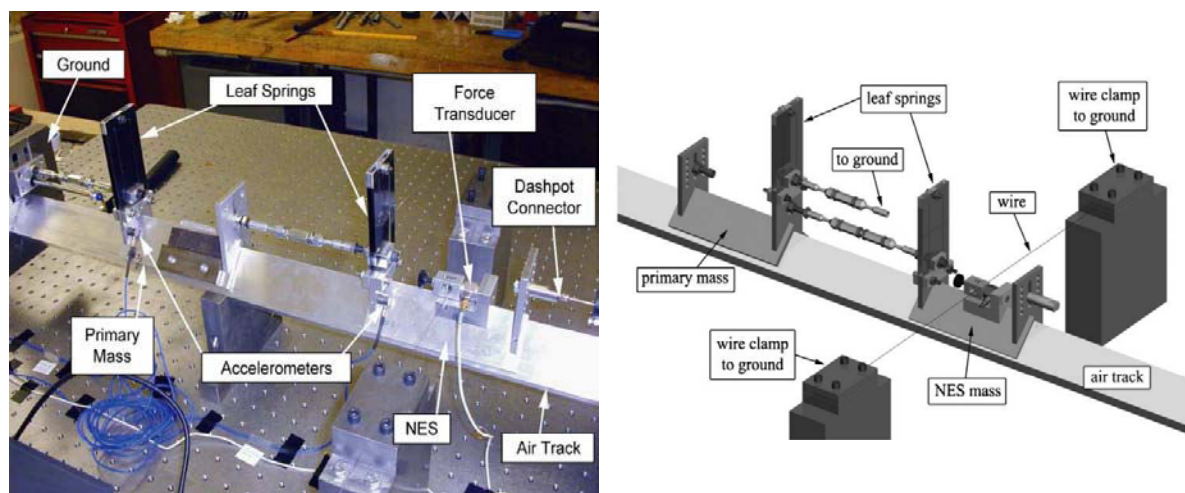 Ground
Leaf Springs
Force
Transducer
Dashpot
Connector
Primary
Mass
Accelerometers
NES
Air Track
leaf springs
wire clamp
to ground
to ground
wire
primary mass
wire clamp
to ground
NES mass
air track